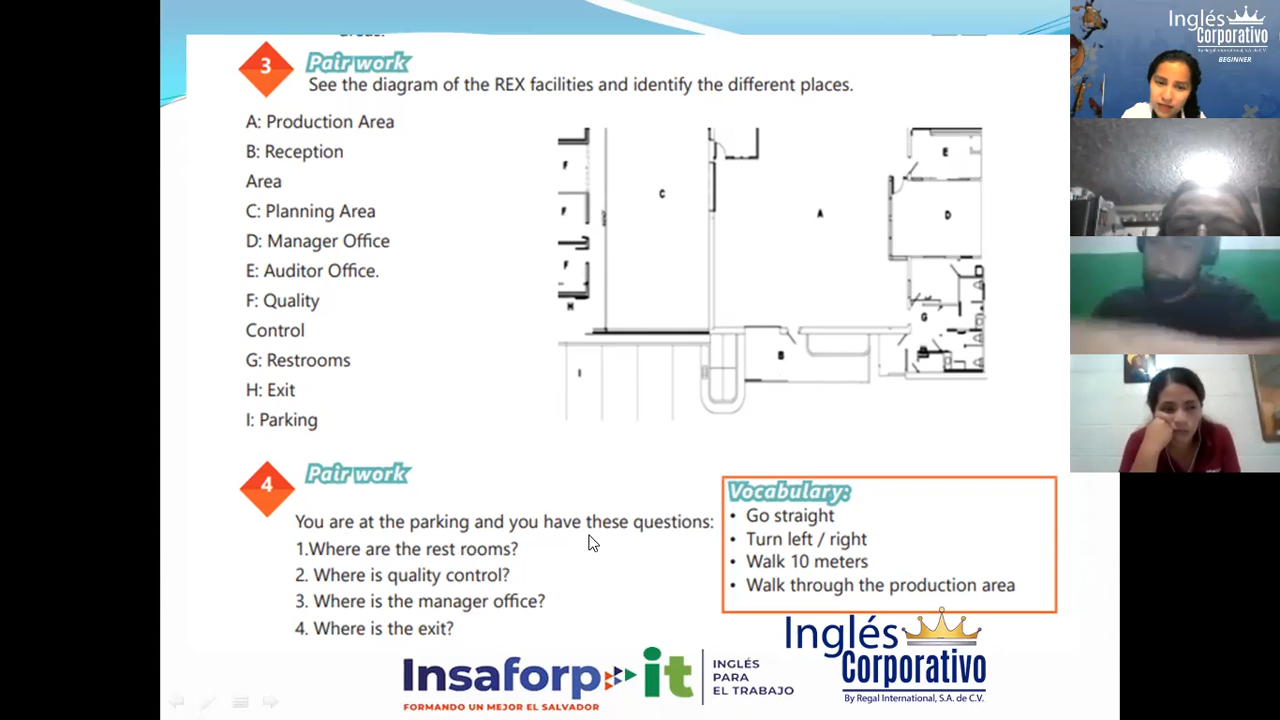 areas.
3
Pair work
See the diagram of the REX facilities and identify the different places.
A: Production Area
B: Reception
Area
C: Planning Area
D: Manager Office
E: Auditor Office.
F: Quality
Control
G: Restrooms
H: Exit
I: Parking
F
F
F
H
C
A
E
D
G
B
I
4
Pair work
You are at the parking and you have these questions:
1.Where are the rest rooms?
2. Where is quality control?
3. Where is the manager office?
4. Where is the exit?
Vocabulary:
• Go straight
• Turn left / right
• Walk 10 meters
• Walk through the production area
Insaforp
FORMANDO UN MEJOR EL SALVADOR
it
INGLÉS
PARA
EL TRABAJO
Inglés
Corporativo
By Regal International, S.A. de C.V.
Inglés
Corporativo
By Regal International, S.A. de C.V.
BEGINNER